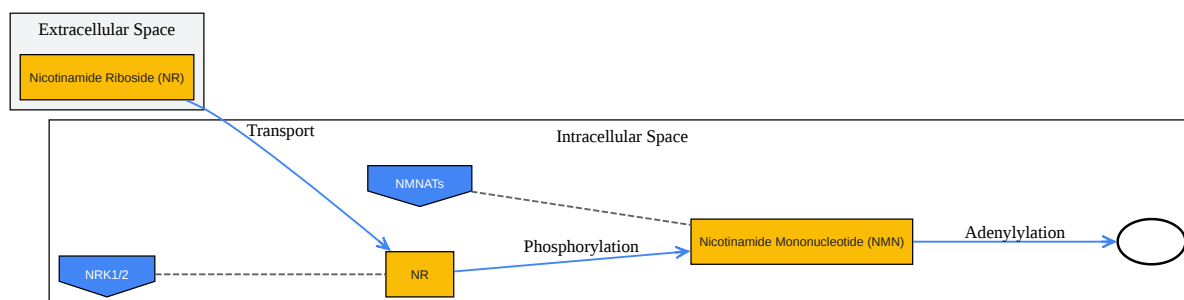 Extracellular Space
Nicotinamide Riboside (NR)
Transport
Intracellular Space
NMNATs
Phosphorylation
Nicotinamide Mononucleotide (NMN)
Adenylylation
NRK1/2
NR